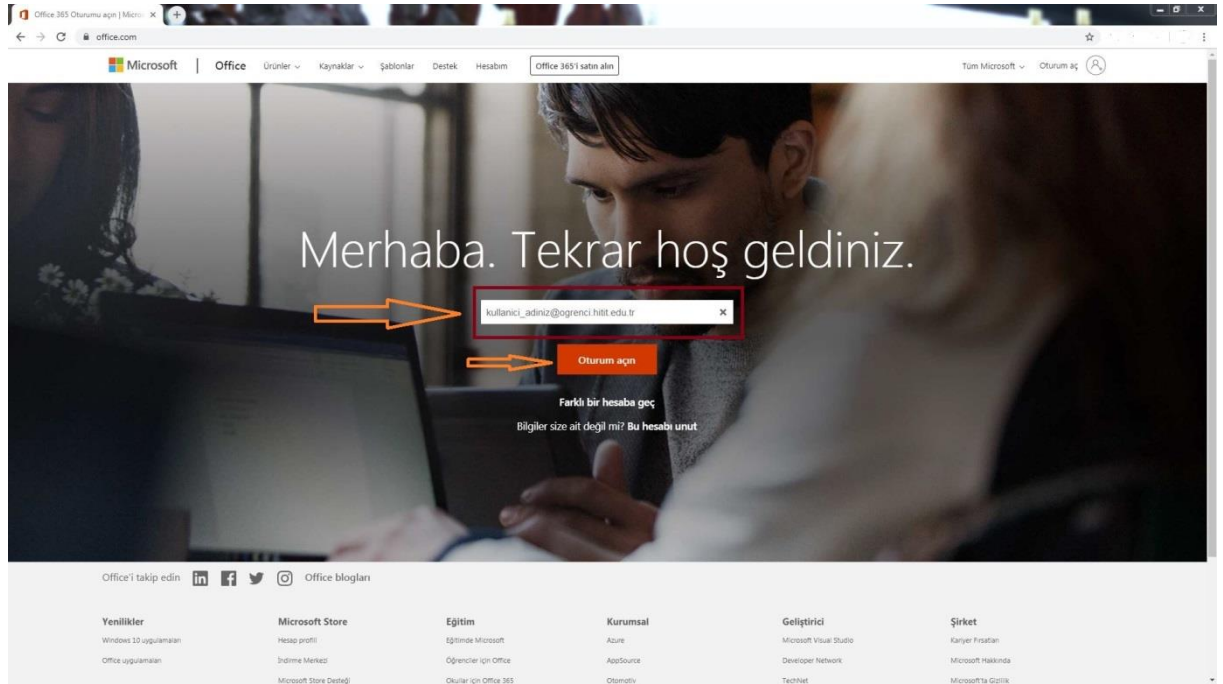 Office 365 Oturumu açın | Micro
office.com
Microsoft | Office Ürünler Kaynaklar Şablonlar Destek Hesabım Office 365'i satın alın Tüm Microsoft Oturum aç
Merhaba. Tekrar hoş geldiniz.
kullanici_adiniz@ogrenci.hitit.edu.tr
Oturum açın
Farklı bir hesaba geç
Bilgiler size ait değil mi? Bu hesabı unut
Office'i takip edin Office blogları
Yenilikler Microsoft Store Eğitim Kurumsal Geliştirici Şirket
Windows 10 uygulamaları Hesap profili Eğitimde Microsoft Azure Microsoft Visual Studio Kariyer Fırsatları
Office uygulamaları İndirme Merkezi Öğrenciler için Office AppSource Developer Network Microsoft Hakkında
Microsoft Store Desteği Okullar için Office 365 Otomotiv TechNet Microsoft'ta Gizlilik